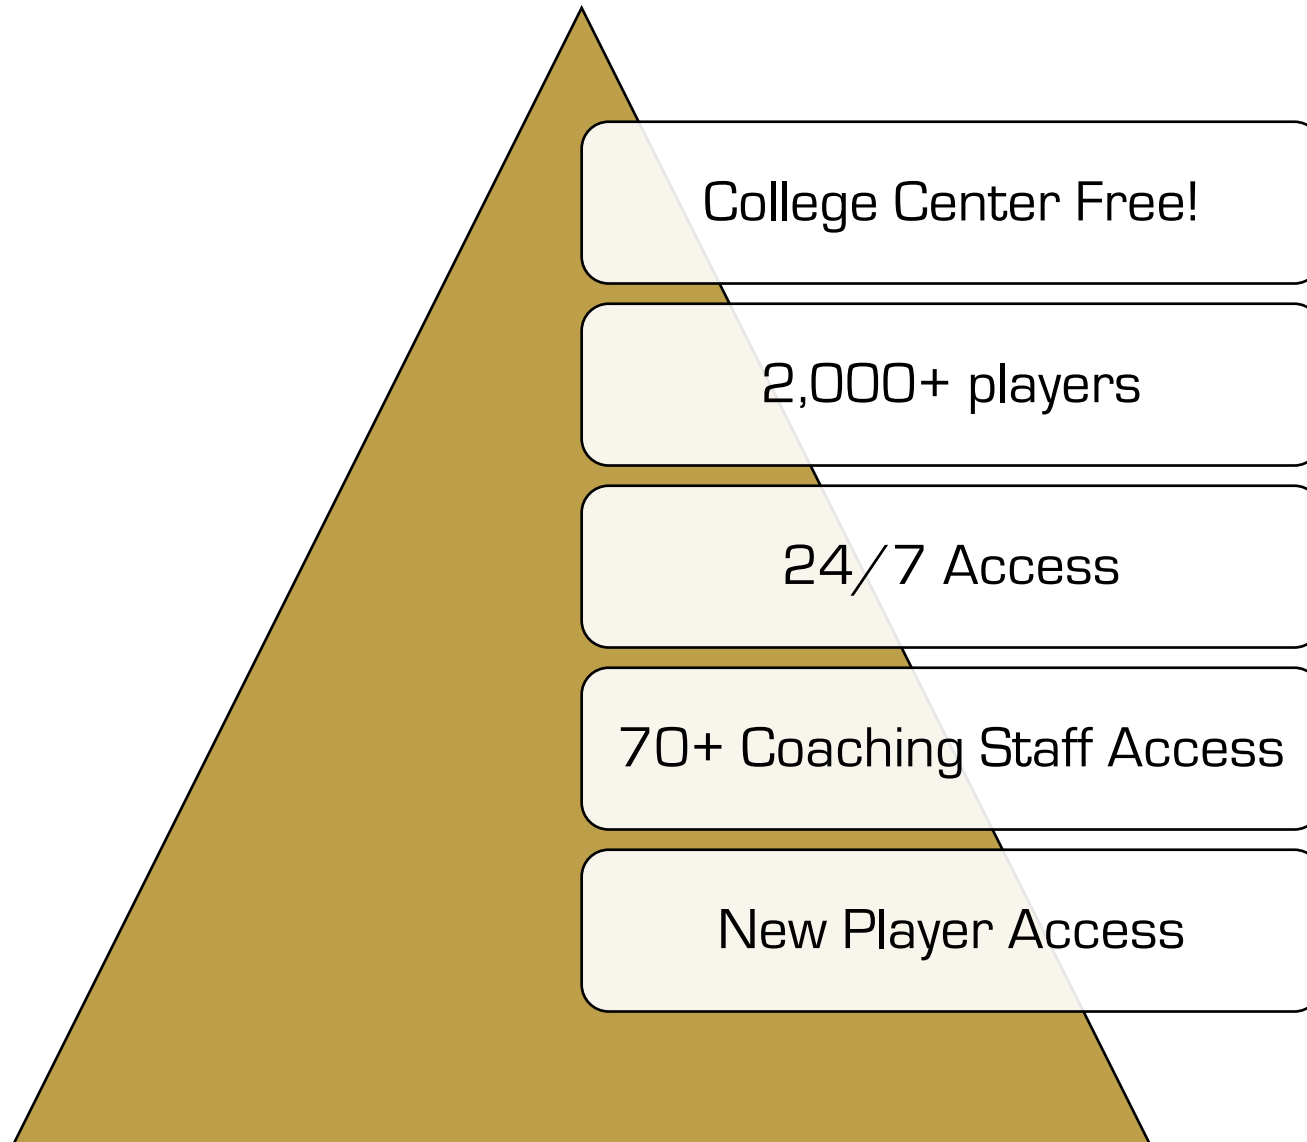 College Center Free!
2,000+ players
24/7 Access
70+ Coaching Staff Access
New Player Access